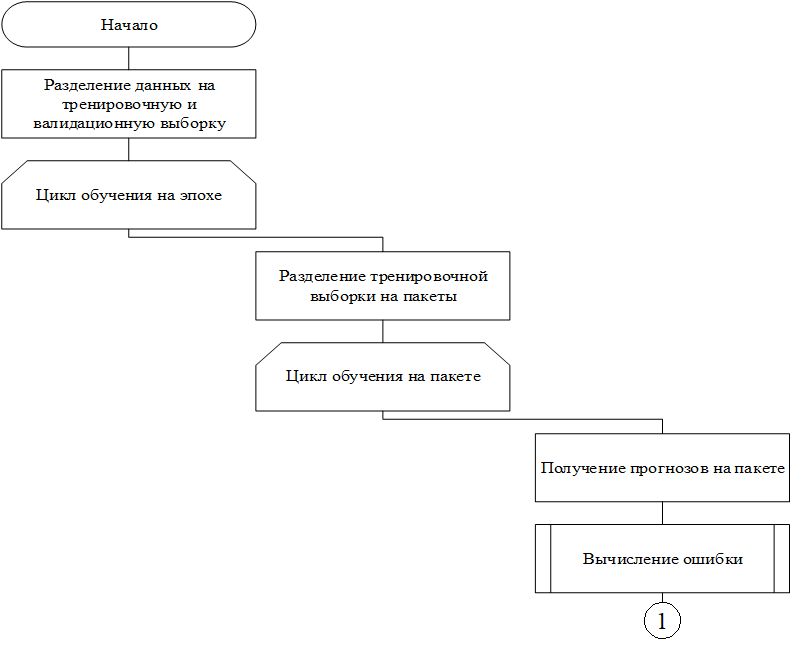 Начало
Разделение данных на
тренировочную и
валидационную выборку
Цикл обучения на эпохе
Разделение тренировочной
выборки на пакеты
Цикл обучения на пакете
Получение прогнозов на пакете
Вычисление ошибки
1